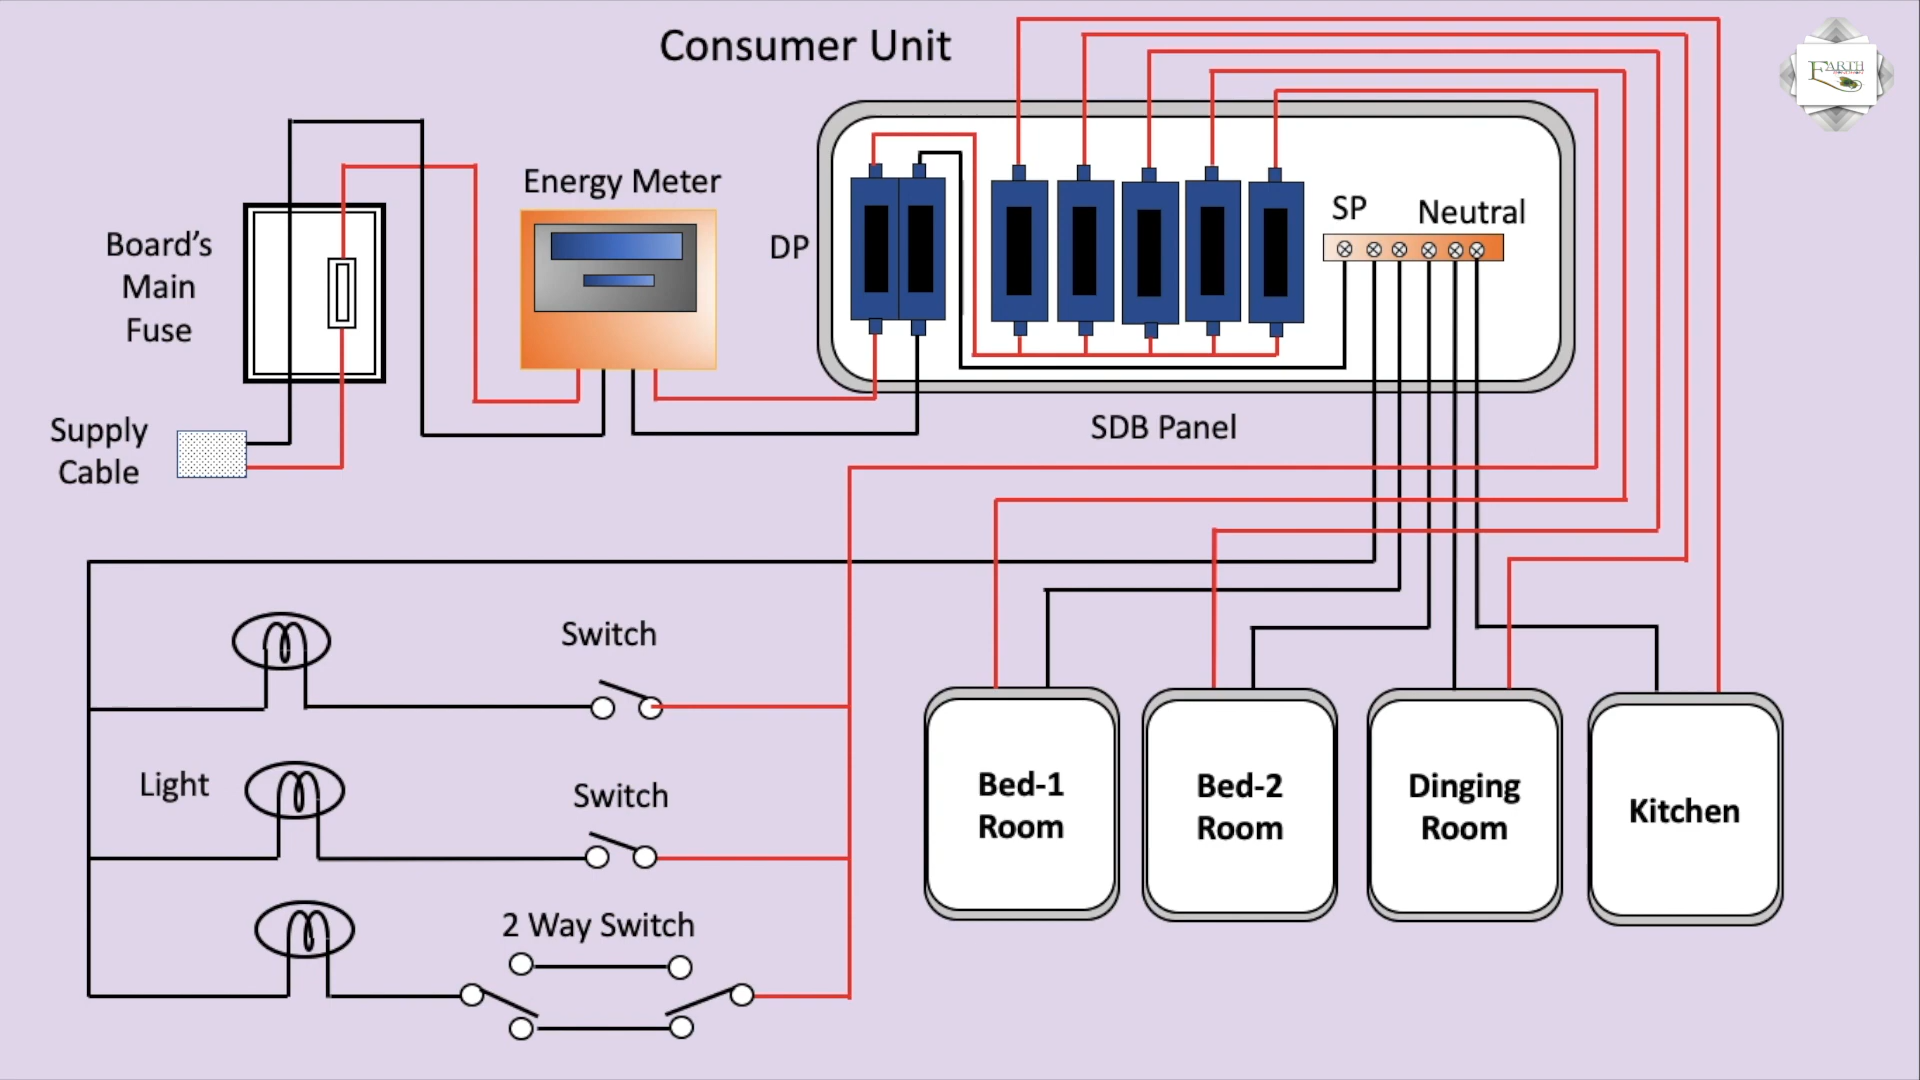 Consumer Unit
EARTH
Energy Meter
Board’s
Main
Fuse
DP
SP
Neutral
Supply
Cable
SDB Panel
Switch
Light
Switch
2 Way Switch
Bed-1
Room
Bed-2
Room
Dinging
Room
Kitchen